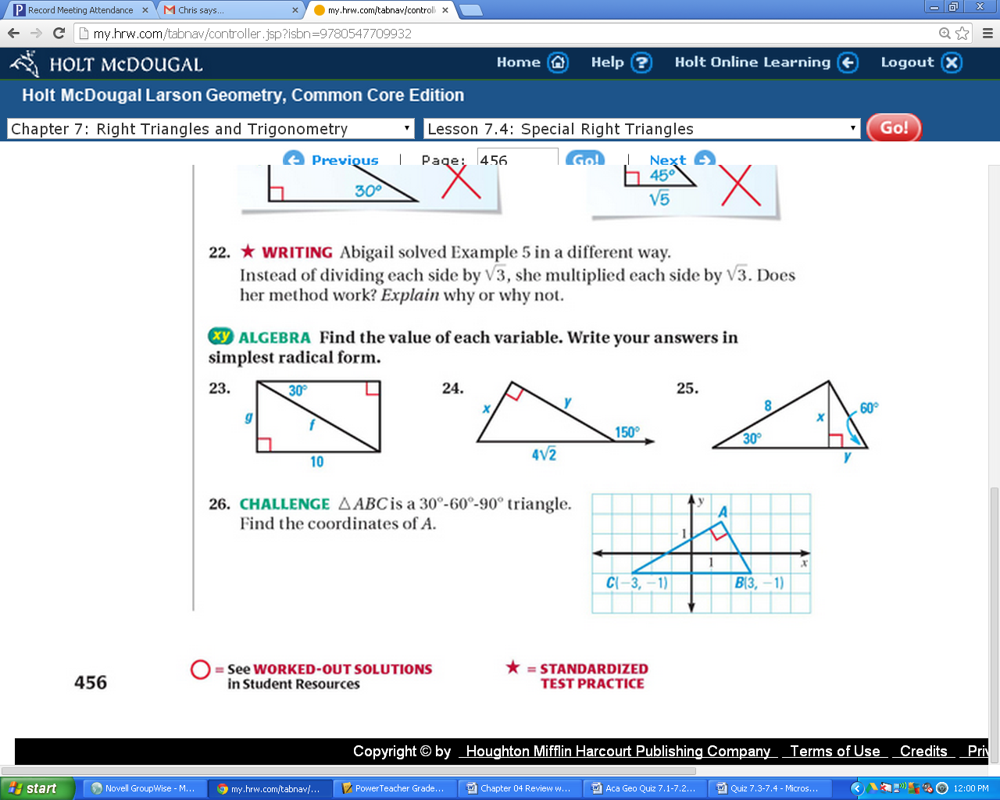 Record Meeting Attendance
Chris says...
my.hrw.com/tabnav/controll
my.hrw.com/tabnav/controller.jsp?isbn=9780547709932
HOLT McDOUGAL
Home
Help
Holt Online Learning
Logout
Holt McDougal Larson Geometry, Common Core Edition
Chapter 7: Right Triangles and Trigonometry
Lesson 7.4: Special Right Triangles
Go!
Previous | Page: 456 Go! | Next
30°
45°
√5
22. ★ WRITING Abigail solved Example 5 in a different way.
Instead of dividing each side by √3, she multiplied each side by √3. Does
her method work? Explain why or why not.
xy ALGEBRA Find the value of each variable. Write your answers in
simplest radical form.
23.
30°
g
f
10
24.
x
y
150°
4√2
25.
8
x
60°
30°
y
26. CHALLENGE △ABC is a 30°-60°-90° triangle.
Find the coordinates of A.
y
A
1
1
x
C(−3, −1)
B(3, −1)
456
= See WORKED-OUT SOLUTIONS
in Student Resources
★ = STANDARDIZED
TEST PRACTICE
Copyright © by Houghton Mifflin Harcourt Publishing Company Terms of Use Credits Pri
start
Novell GroupWise - M...
my.hrw.com/tabnav/...
PowerTeacher Grade...
Chapter 04 Review w...
Aca Geo Quiz 7.1-7.2...
Quiz 7.3-7.4 - Micros...
12:00 PM